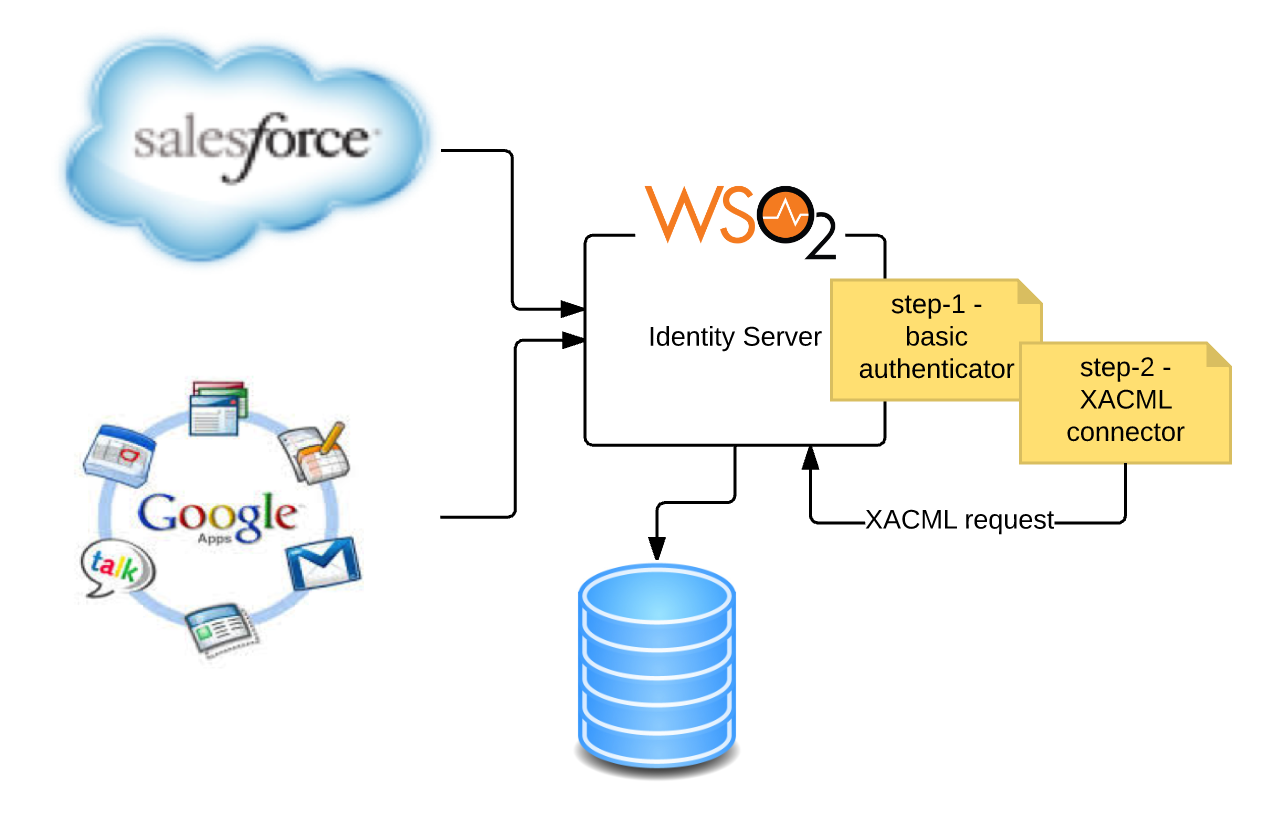 salesforce
WSO2
Identity Server
step-1 -
basic
authenticator
step-2 -
XACML
connector
XACML request
Google
Apps
talk